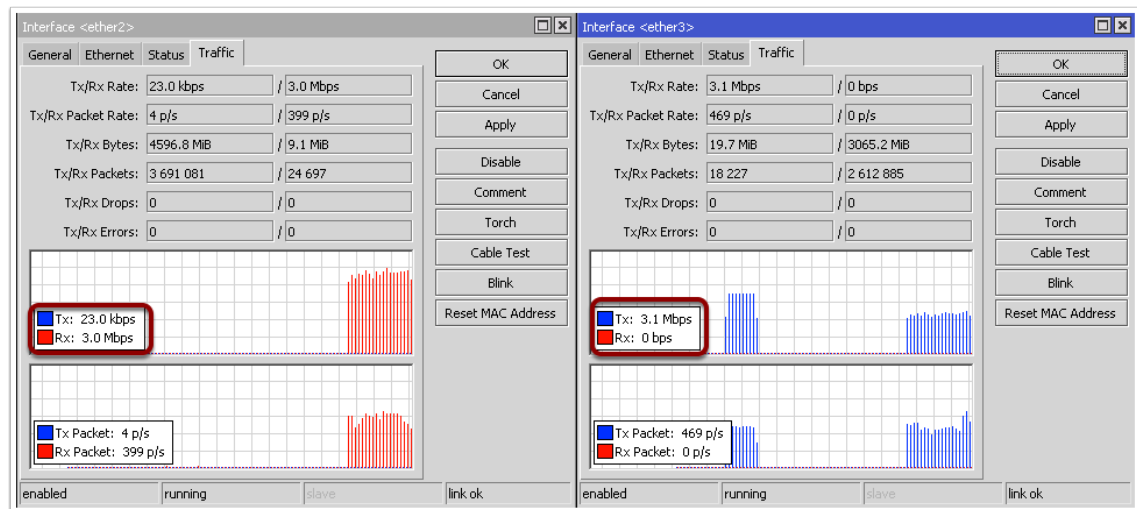 Interface <ether2>
General Ethernet Status Traffic
Tx/Rx Rate: 23.0 kbps / 3.0 Mbps
Tx/Rx Packet Rate: 4 p/s / 399 p/s
Tx/Rx Bytes: 4596.8 MiB / 9.1 MiB
Tx/Rx Packets: 3 691 081 / 24 697
Tx/Rx Drops: 0 / 0
Tx/Rx Errors: 0 / 0
Tx: 23.0 kbps
Rx: 3.0 Mbps
Tx Packet: 4 p/s
Rx Packet: 399 p/s
OK
Cancel
Apply
Disable
Comment
Torch
Cable Test
Blink
Reset MAC Address
enabled running slave link ok
Interface <ether3>
General Ethernet Status Traffic
Tx/Rx Rate: 3.1 Mbps / 0 bps
Tx/Rx Packet Rate: 469 p/s / 0 p/s
Tx/Rx Bytes: 19.7 MiB / 3065.2 MiB
Tx/Rx Packets: 18 227 / 2 612 885
Tx/Rx Drops: 0 / 0
Tx/Rx Errors: 0 / 0
Tx: 3.1 Mbps
Rx: 0 bps
Tx Packet: 469 p/s
Rx Packet: 0 p/s
OK
Cancel
Apply
Disable
Comment
Torch
Cable Test
Blink
Reset MAC Address
enabled running slave link ok